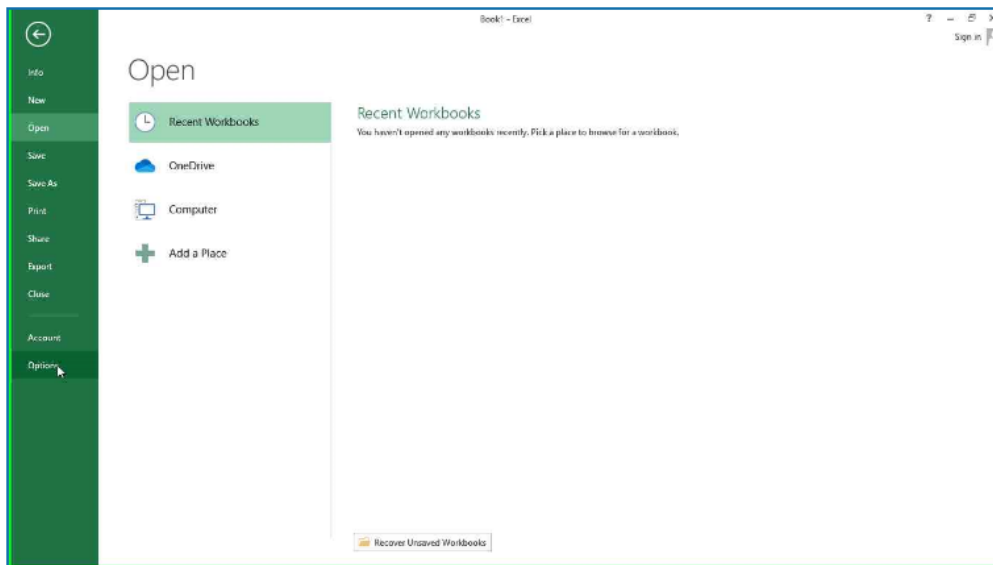 Book1 - Excel
?
Sign in
Info
New
Open
Save
Save As
Print
Share
Export
Close
Account
Options
Open
Recent Workbooks
OneDrive
Computer
Add a Place
Recent Workbooks
You haven't opened any workbooks recently. Pick a place to browse for a workbook.
Recover Unsaved Workbooks